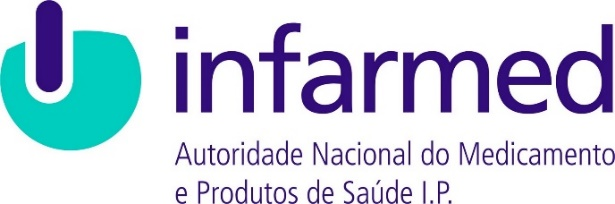 infarmed
Autoridade Nacional do Medicamento
e Produtos de Saúde I.P.